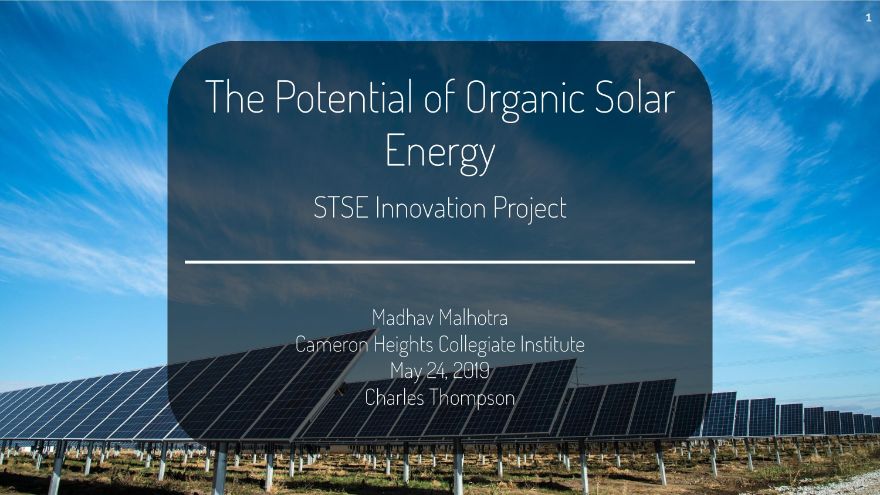 1
The Potential of Organic Solar
Energy
STSE Innovation Project
Madhav Malhotra
Cameron Heights Collegiate Institute
May 24, 2019
Charles Thompson